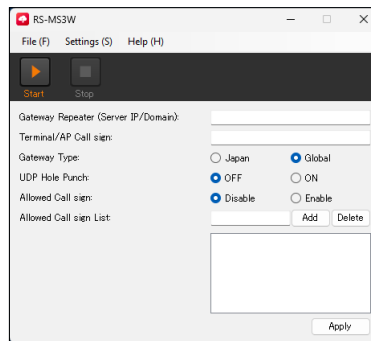 RS-MS3W
File (F) Settings (S) Help (H)
Start Stop
Gateway Repeater (Server IP/Domain):
Terminal/AP Call sign:
Gateway Type: Japan Global
UDP Hole Punch: OFF ON
Allowed Call sign: Disable Enable
Allowed Call sign List: Add Delete
Apply